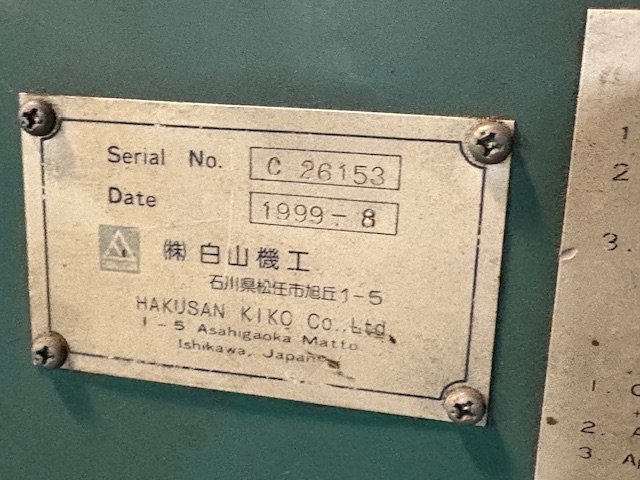 Serial No. C 26153
Date 1999-8
㈱ 白山機工
石川県松任市旭丘1-5
HAKUSAN KIKO Co.,Ltd.
1-5 Asahigaoka Matto
Ishikawa, Japan
1
2
3.
1.
2.
3.